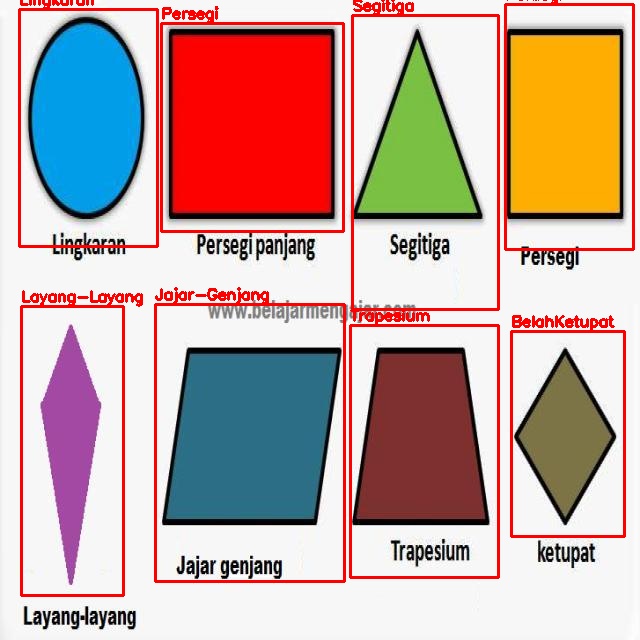 Lingkaran
Persegi
Segitiga
Lingkaran
Persegi panjang
Segitiga
Persegi
Layang-Layang
Jajar-Genjang
www.belajarmengajar.com
Trapesium
BelahKetupat
Jajar genjang
Trapesium
ketupat
Layang-layang